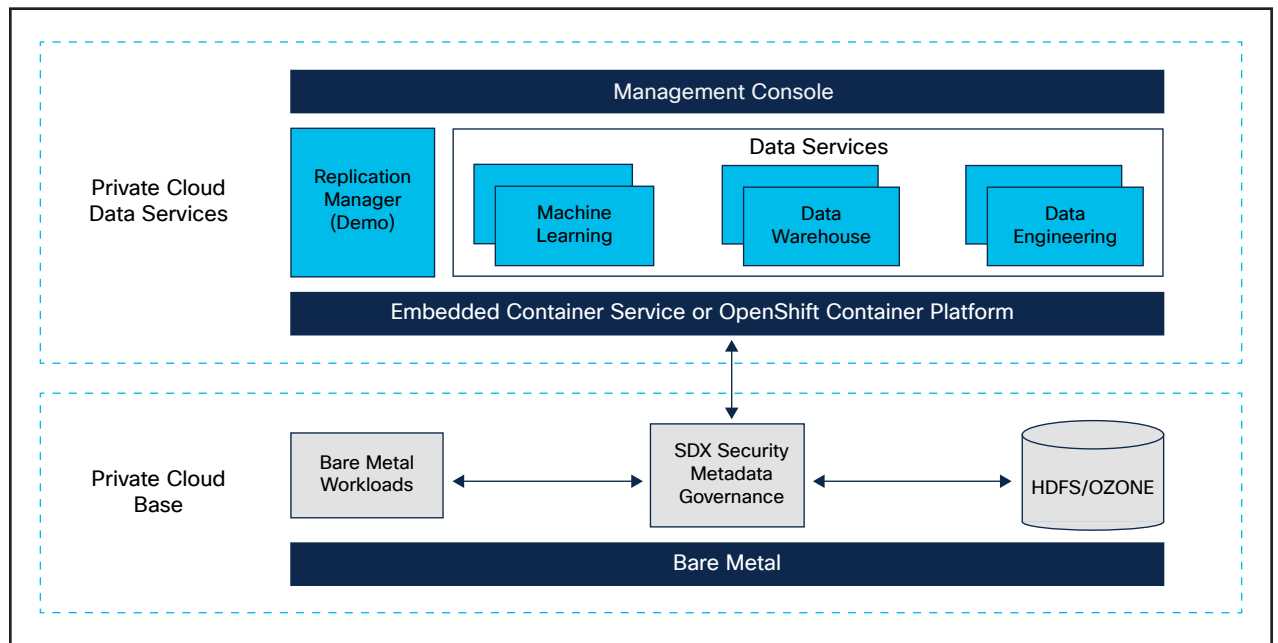 Management Console
Private Cloud
Data Services
Replication
Manager
(Demo)
Data Services
Machine
Learning
Data
Warehouse
Data
Engineering
Embedded Container Service or OpenShift Container Platform
Private Cloud
Base
Bare Metal
Workloads
SDX Security
Metadata
Governance
HDFS/OZONE
Bare Metal